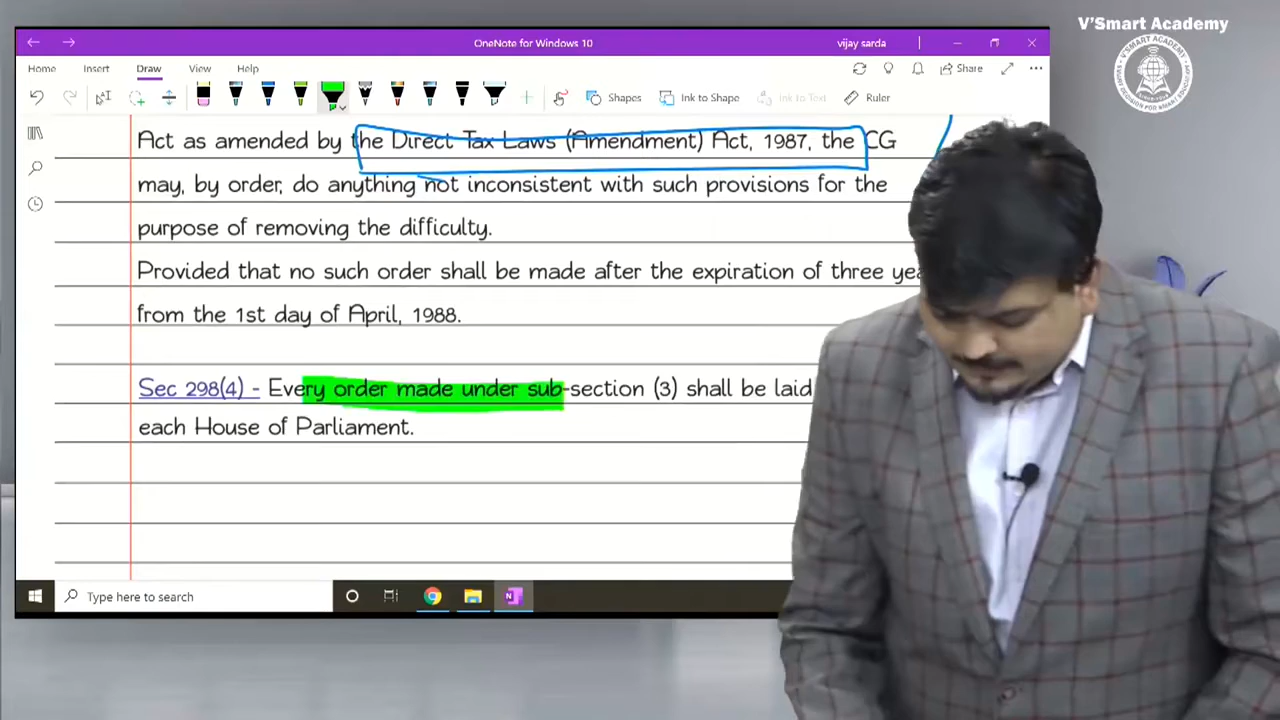 V'Smart Academy
OneNote for Windows 10
vijay sarda
Home
Insert
Draw
View
Help
Share
Shapes
Ink to Shape
Ink to Text
Ruler
Act as amended by the Direct Tax Laws (Amendment) Act, 1987, the CG
may, by order, do anything not inconsistent with such provisions for the
purpose of removing the difficulty.
Provided that no such order shall be made after the expiration of three
from the 1st day of April, 1988.
Sec 298(4) - Every order made under sub-section (3) shall be laid
each House of Parliament.
Type here to search